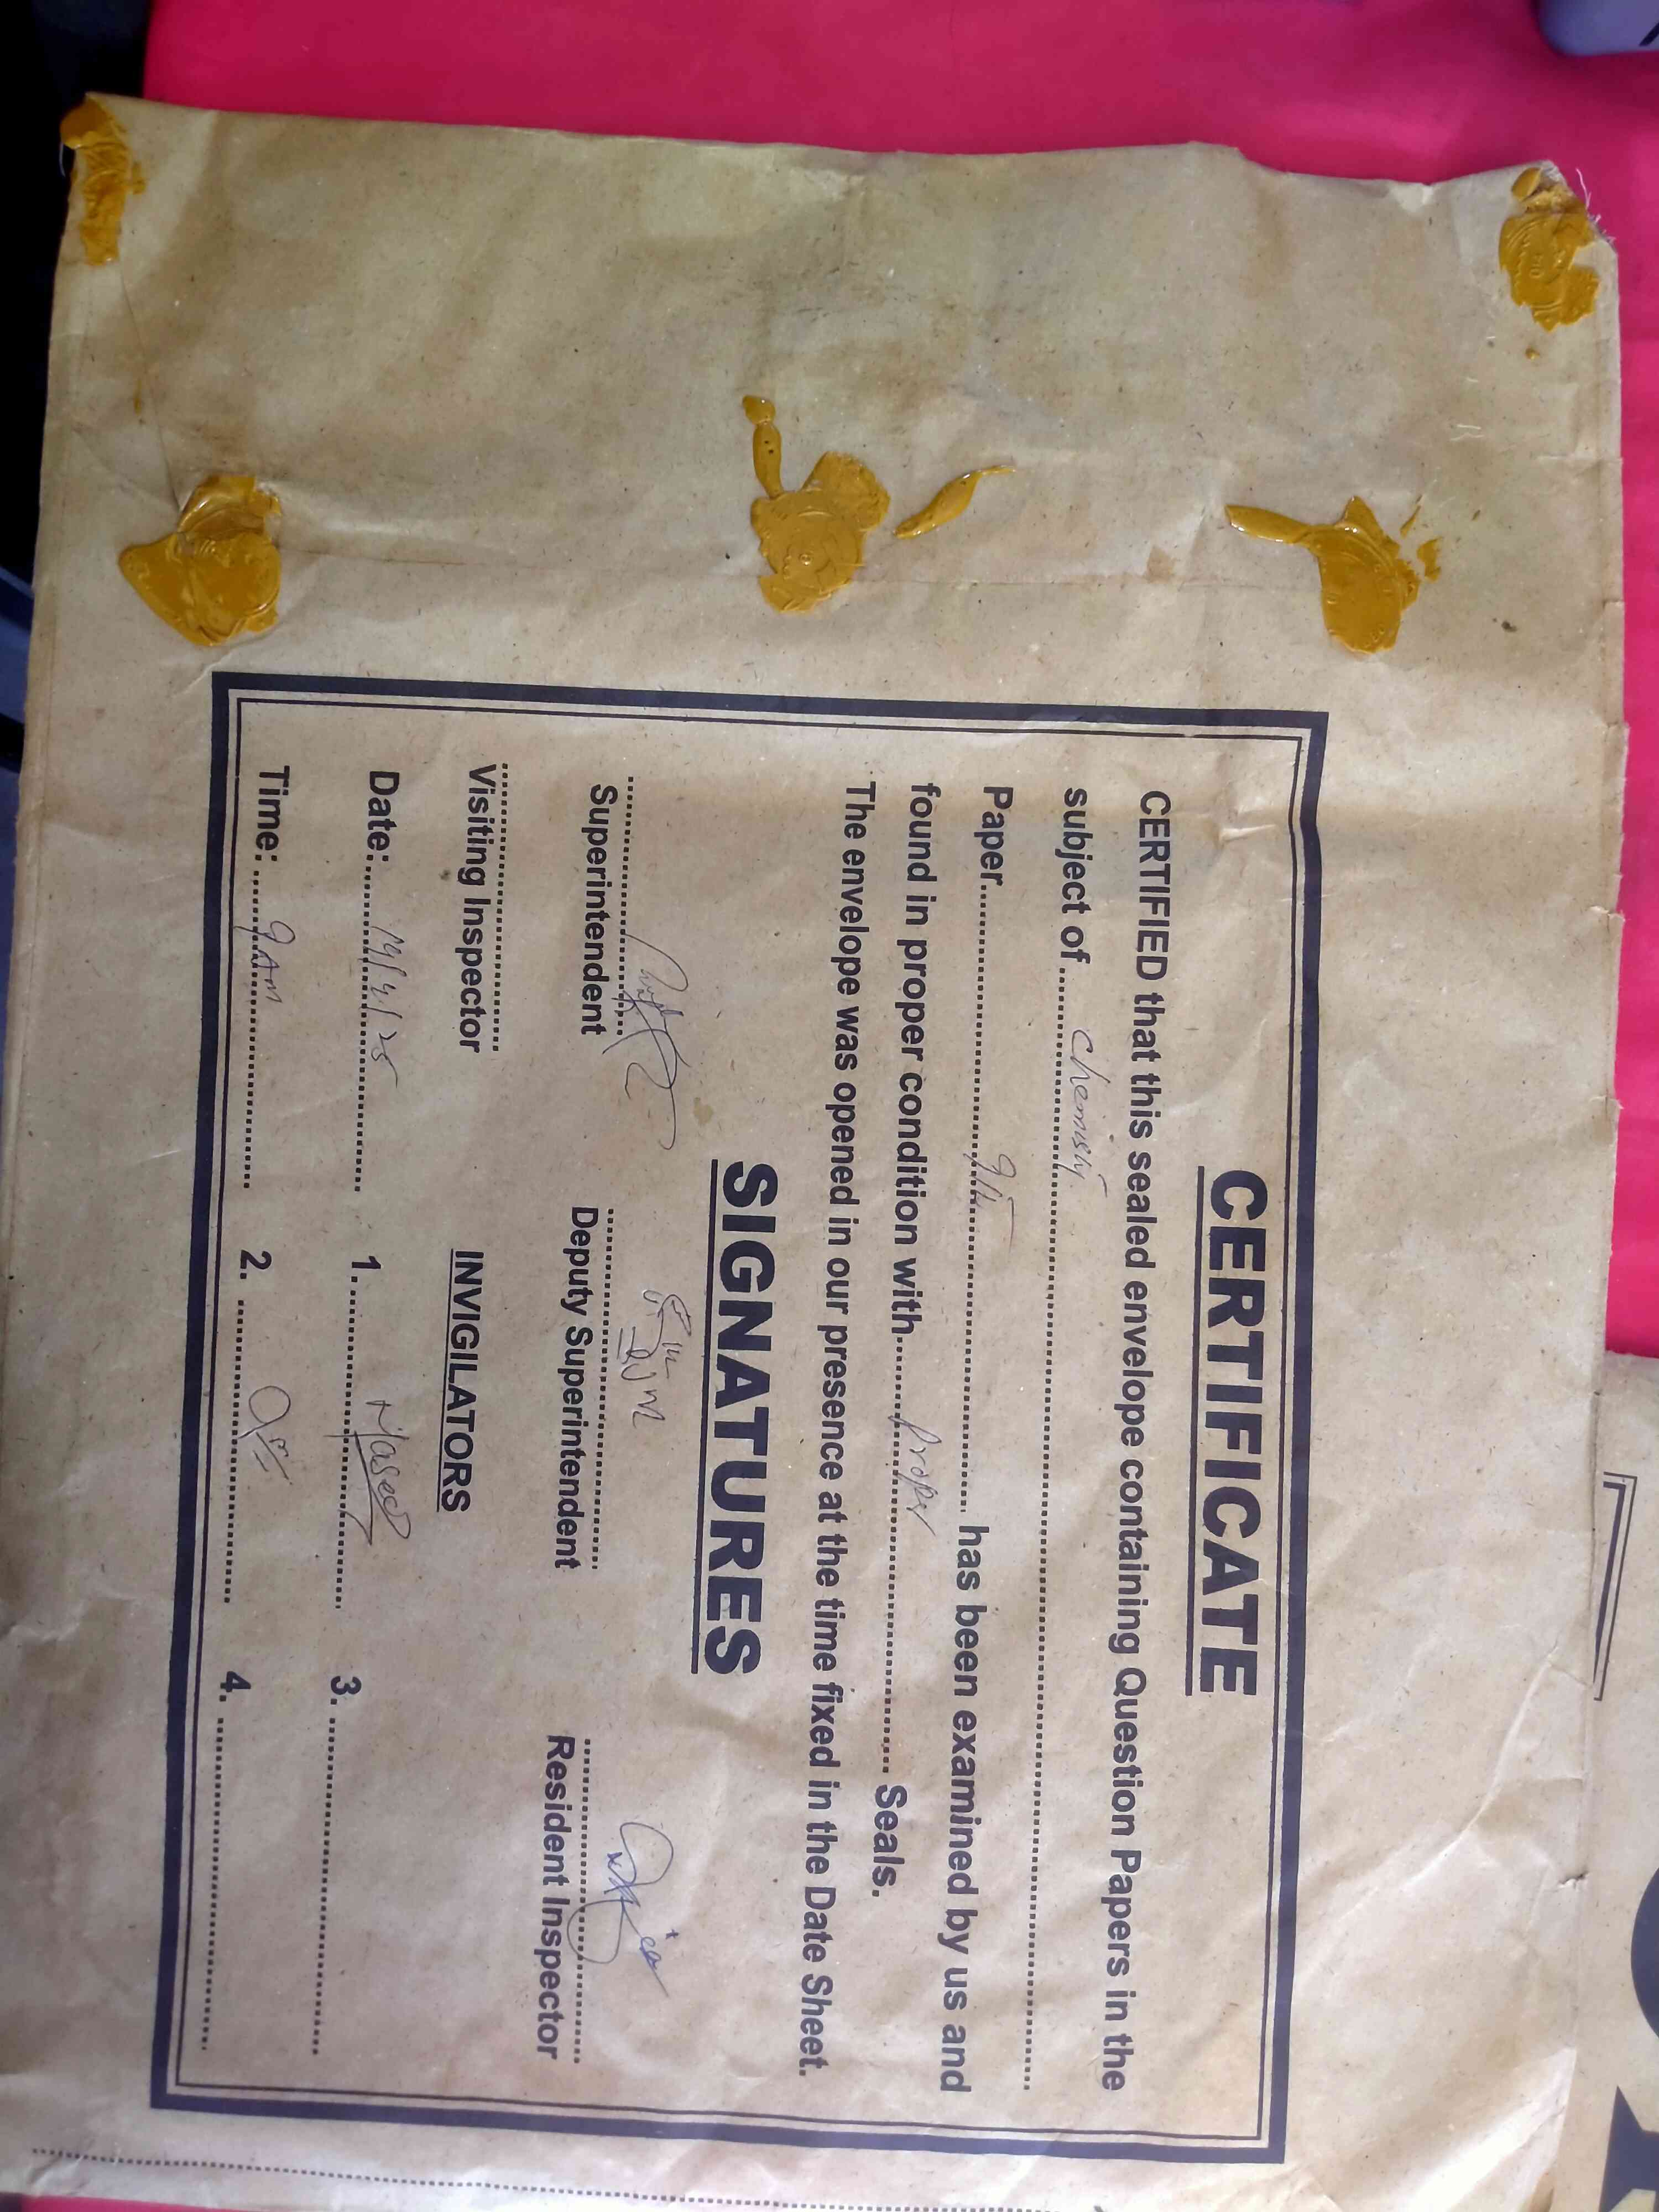 CERTIFICATE
CERTIFIED that this sealed envelope containing Question Papers in the
subject of.....chemistry.....
Paper.....9th..... has been examined by us and
found in proper condition with.....proper..... Seals.
The envelope was opened in our presence at the time fixed in the Date Sheet.
SIGNATURES
Superintendent Deputy Superintendent Resident Inspector
Visiting Inspector INVIGILATORS
Date:.......... 1........... 3...........
Time:.....9 Am..... 2........... 4...........